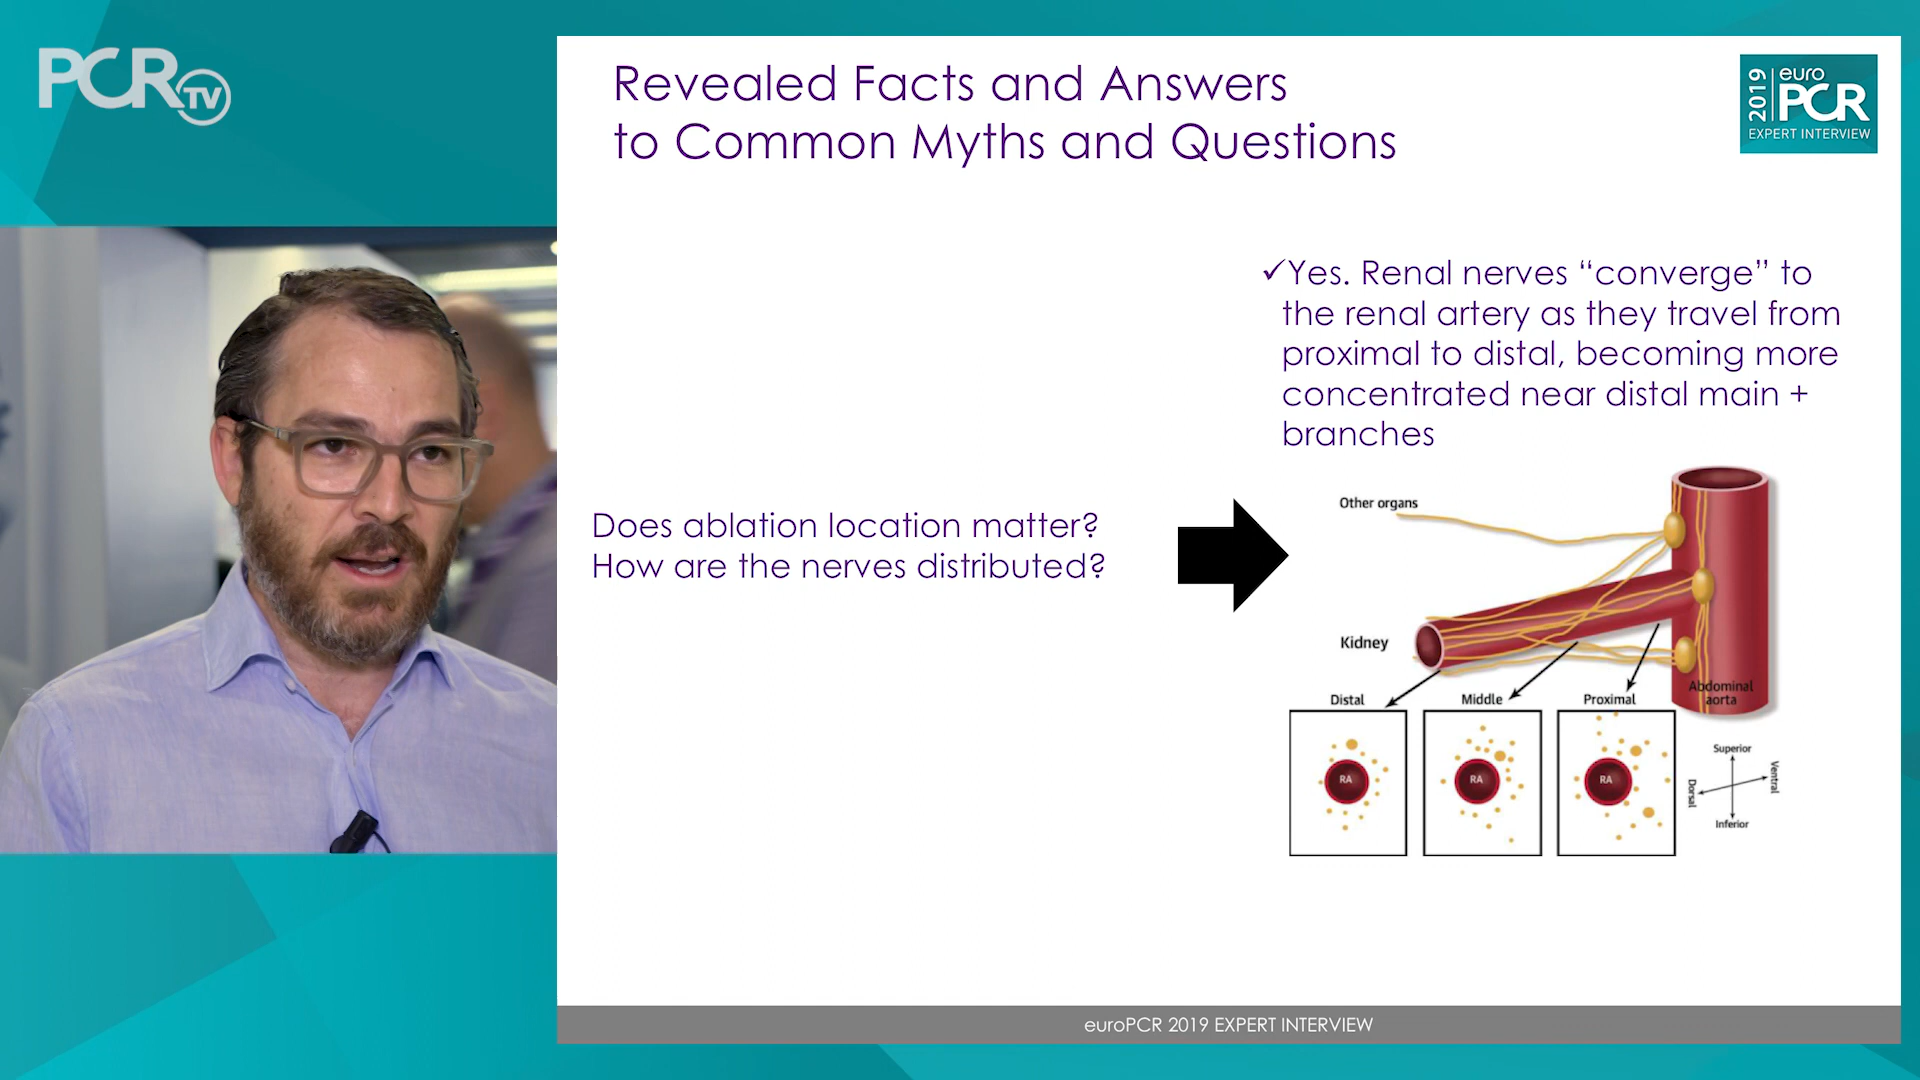 PCR TV
Revealed Facts and Answers
to Common Myths and Questions
2019 euro PCR
EXPERT INTERVIEW
✓Yes. Renal nerves “converge” to
the renal artery as they travel from
proximal to distal, becoming more
concentrated near distal main +
branches
Does ablation location matter?
How are the nerves distributed?
Other organs
Kidney
Abdominal
aorta
Distal
Middle
Proximal
RA
RA
RA
Superior
Ventral
Dorsal
Inferior
euroPCR 2019 EXPERT INTERVIEW